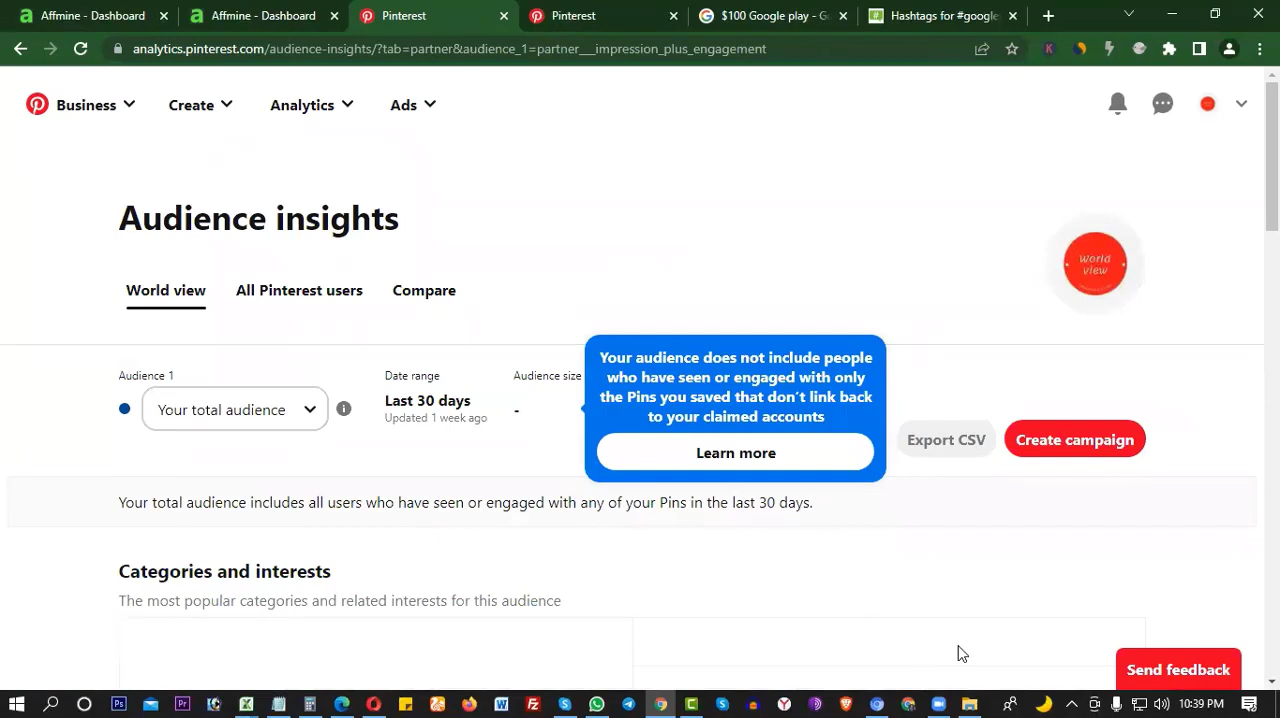 Affmine - Dashboard
Affmine - Dashboard
Pinterest
Pinterest
$100 Google play - G
Hashtags for #google
analytics.pinterest.com/audience-insights/?tab=partner&audience_1=partner__impression_plus_engagement
Business
Create
Analytics
Ads
Audience insights
world
view
World view
All Pinterest users
Compare
Audience 1
Your total audience
Date range
Last 30 days
Updated 1 week ago
Audience size
-
Your audience does not include people
who have seen or engaged with only
the Pins you saved that don't link back
to your claimed accounts
Learn more
Export CSV
Create campaign
Your total audience includes all users who have seen or engaged with any of your Pins in the last 30 days.
Categories and interests
The most popular categories and related interests for this audience
Send feedback
10:39 PM